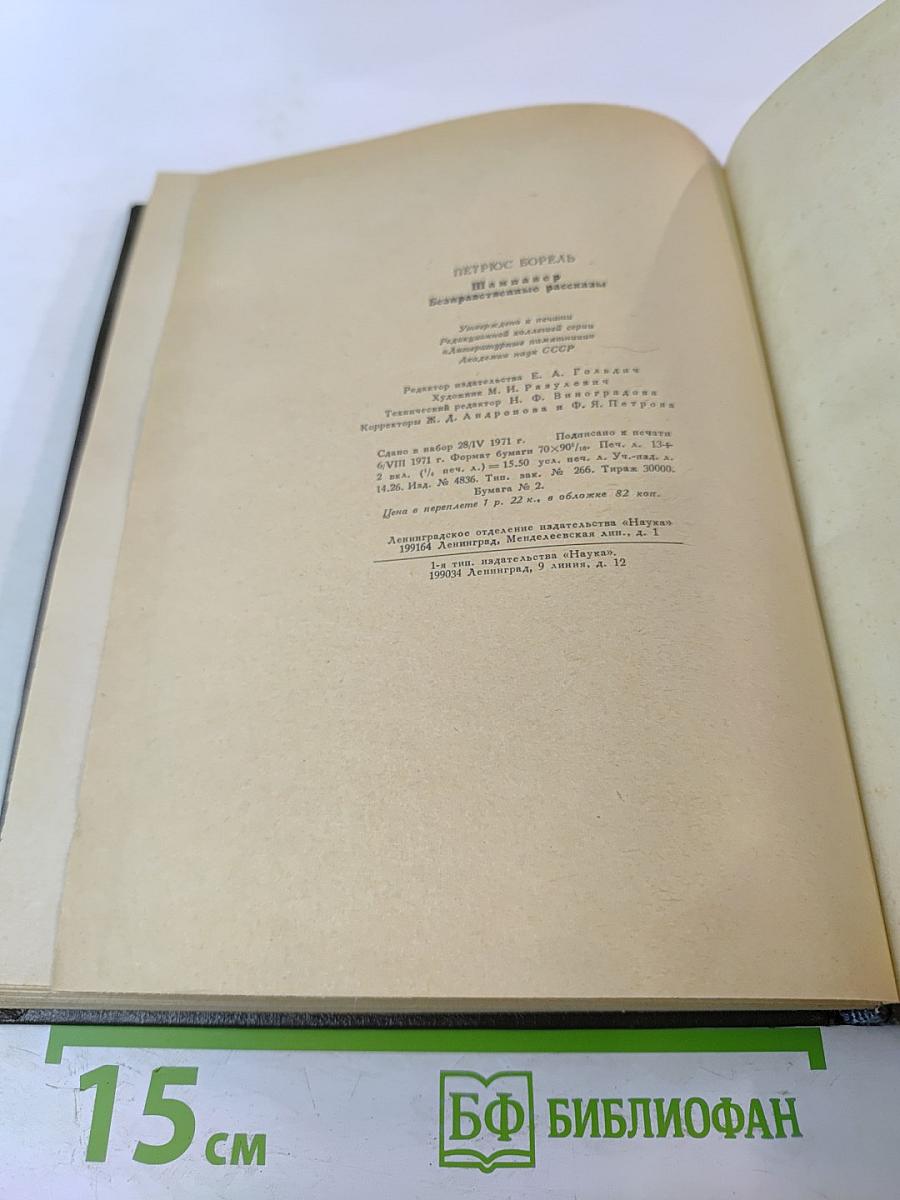 ПЕТРЮС БОРЕЛЬ
Шампавер
Безнравственные рассказы
Утверждено к печати
Редакционной коллегией серии
«Литературные памятники»
Академии наук СССР
Редактор издательства Е. А. Гольдич
Художник М. И. Разулевич
Технический редактор Н. Ф. Виноградова
Корректоры Ж. Д. Андронова и Ф. Я. Петрова
Сдано в набор 28/IV 1971 г. Подписано к печати
6/VIII 1971 г. Формат бумаги 70×90¹/₁₆. Печ. л. 13+
2 вкл. (¹/₄ печ. л.)=15.50 усл. печ. л. Уч.-изд. л.
14.26. Изд. № 4836. Тип. зак. № 266. Тираж 30000.
Бумага № 2.
Цена в переплете 1 р. 22 к., в обложке 82 коп.
Ленинградское отделение издательства «Наука»
199164 Ленинград, Менделеевская лин., д. 1
1-я тип. издательства «Наука».
199034 Ленинград, 9 линия, д. 12
15 см
БФ БИБЛИОФАН